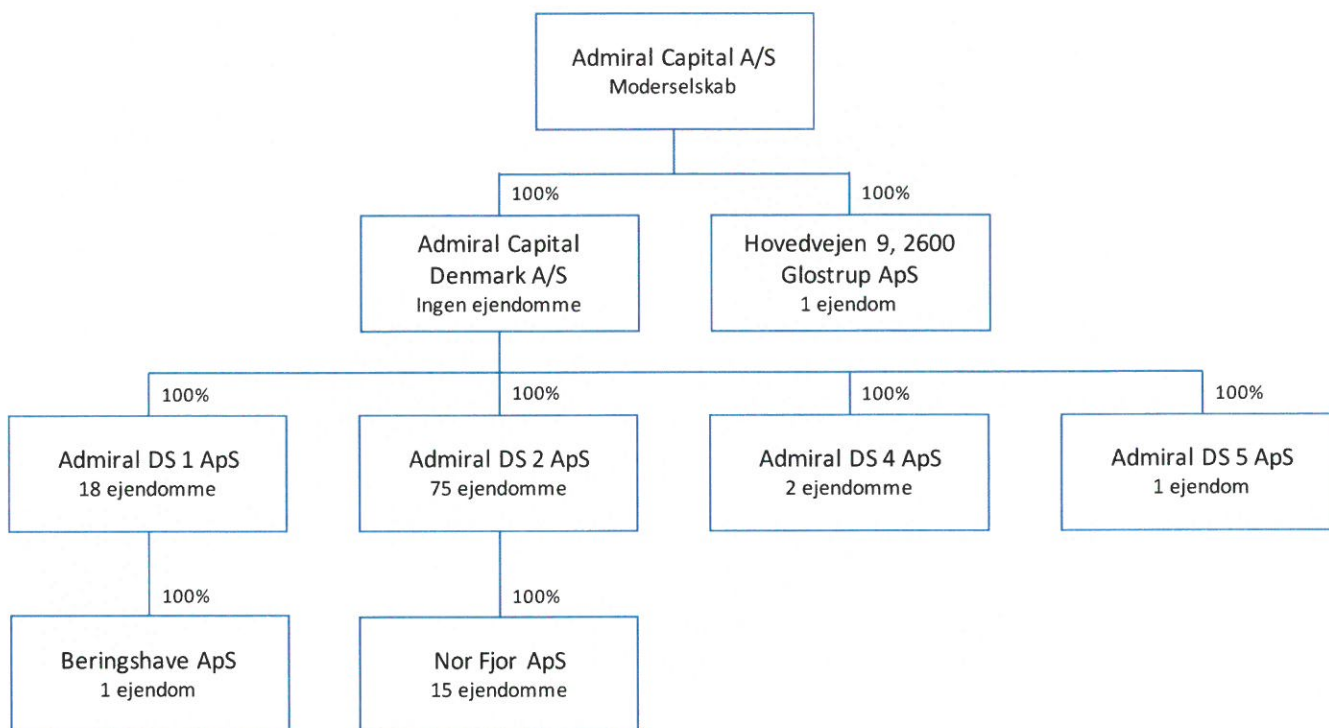 Admiral Capital A/S
Moderselskab
100%
100%
Admiral Capital
Denmark A/S
Ingen ejendomme
Hovedvejen 9, 2600
Glostrup ApS
1 ejendom
100%
100%
100%
100%
Admiral DS 1 ApS
18 ejendomme
Admiral DS 2 ApS
75 ejendomme
Admiral DS 4 ApS
2 ejendomme
Admiral DS 5 ApS
1 ejendom
100%
100%
Beringshave ApS
1 ejendom
Nor Fjor ApS
15 ejendomme